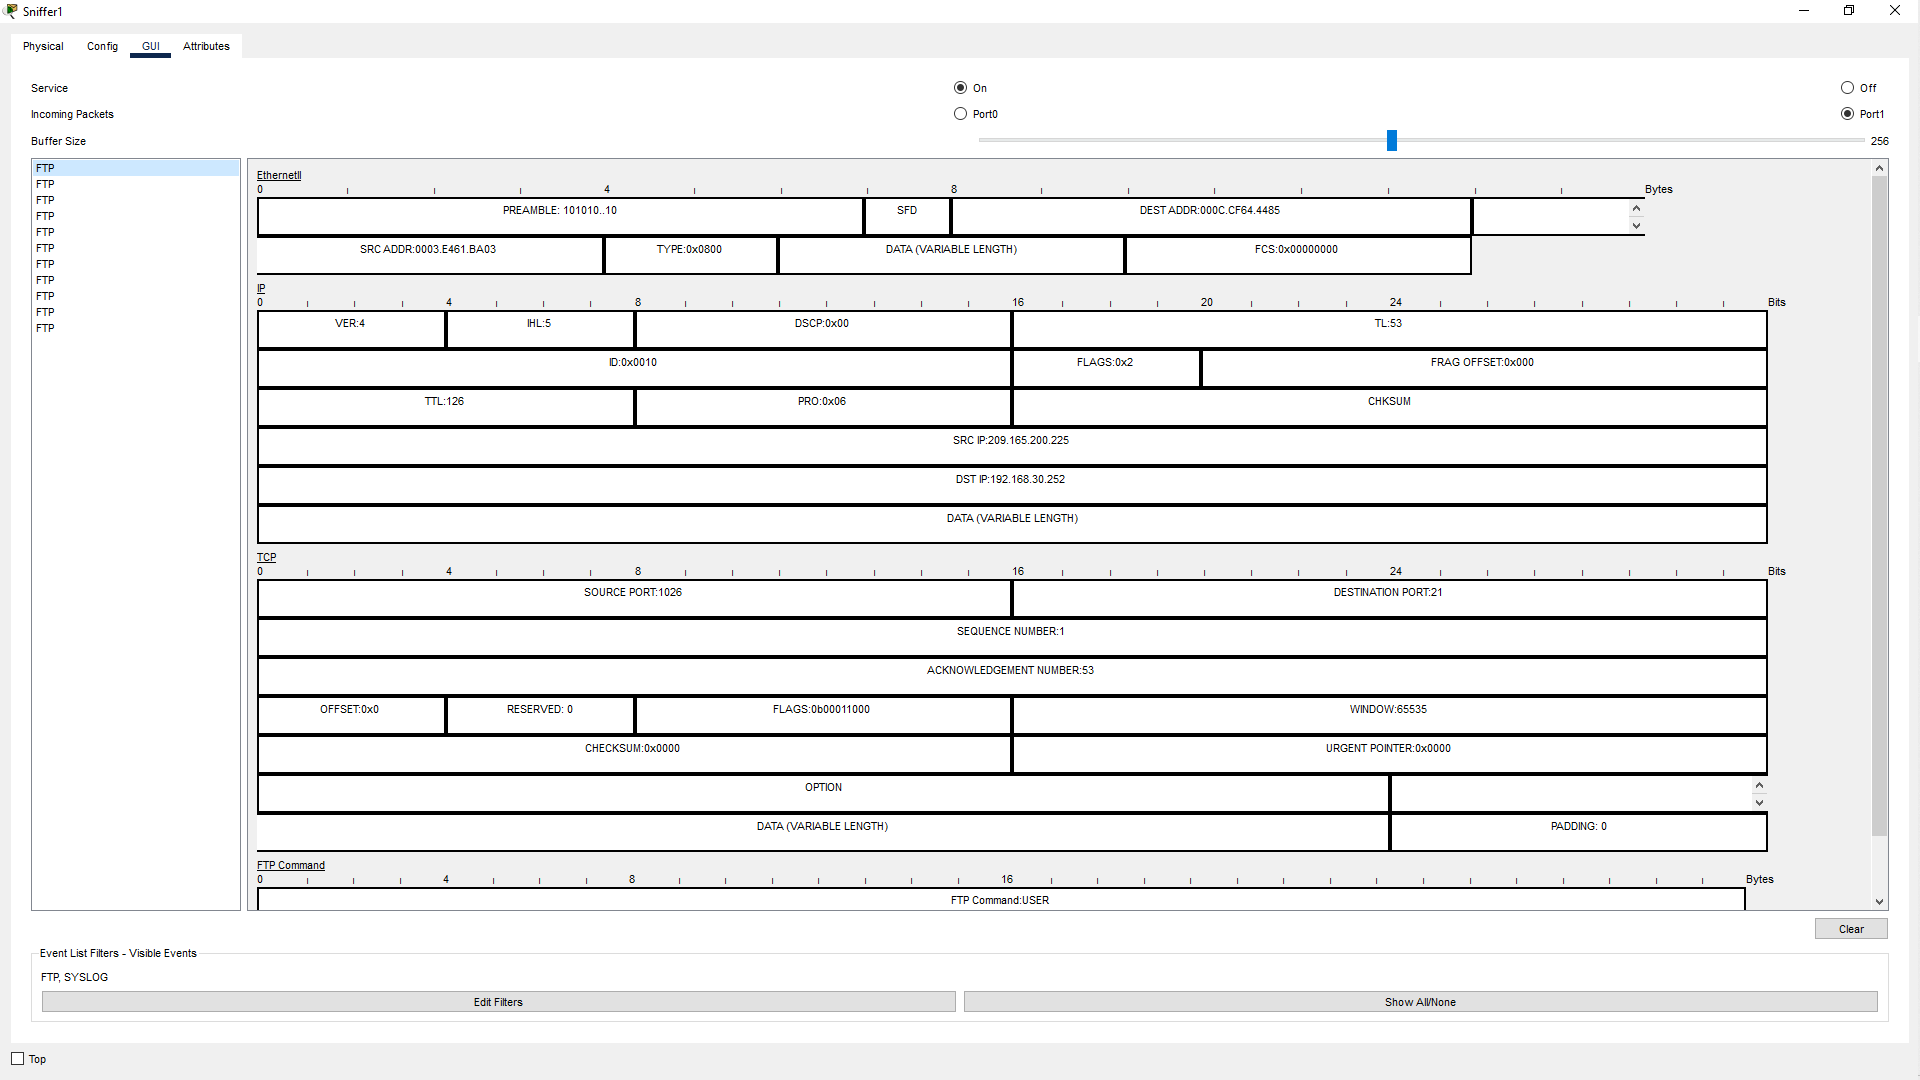 Sniffer1
Physical Config GUI Attributes
Service On Off
Incoming Packets Port0 Port1
Buffer Size 256
FTP
FTP
FTP
FTP
FTP
FTP
FTP
FTP
FTP
FTP
FTP
EthernetII
0 4 8 Bytes
PREAMBLE: 101010..10 SFD DEST ADDR:000C.CF64.4485
SRC ADDR:0003.E461.BA03 TYPE:0x0800 DATA (VARIABLE LENGTH) FCS:0x00000000
IP
0 4 8 16 20 24 Bits
VER:4 IHL:5 DSCP:0x00 TL:53
ID:0x0010 FLAGS:0x2 FRAG OFFSET:0x000
TTL:126 PRO:0x06 CHKSUM
SRC IP:209.165.200.225
DST IP:192.168.30.252
DATA (VARIABLE LENGTH)
TCP
0 4 8 16 24 Bits
SOURCE PORT:1026 DESTINATION PORT:21
SEQUENCE NUMBER:1
ACKNOWLEDGEMENT NUMBER:53
OFFSET:0x0 RESERVED: 0 FLAGS:0b00011000 WINDOW:65535
CHECKSUM:0x0000 URGENT POINTER:0x0000
OPTION
DATA (VARIABLE LENGTH) PADDING: 0
FTP Command
0 4 8 16 Bytes
FTP Command:USER
Clear
Event List Filters - Visible Events
FTP, SYSLOG
Edit Filters Show All/None
Top